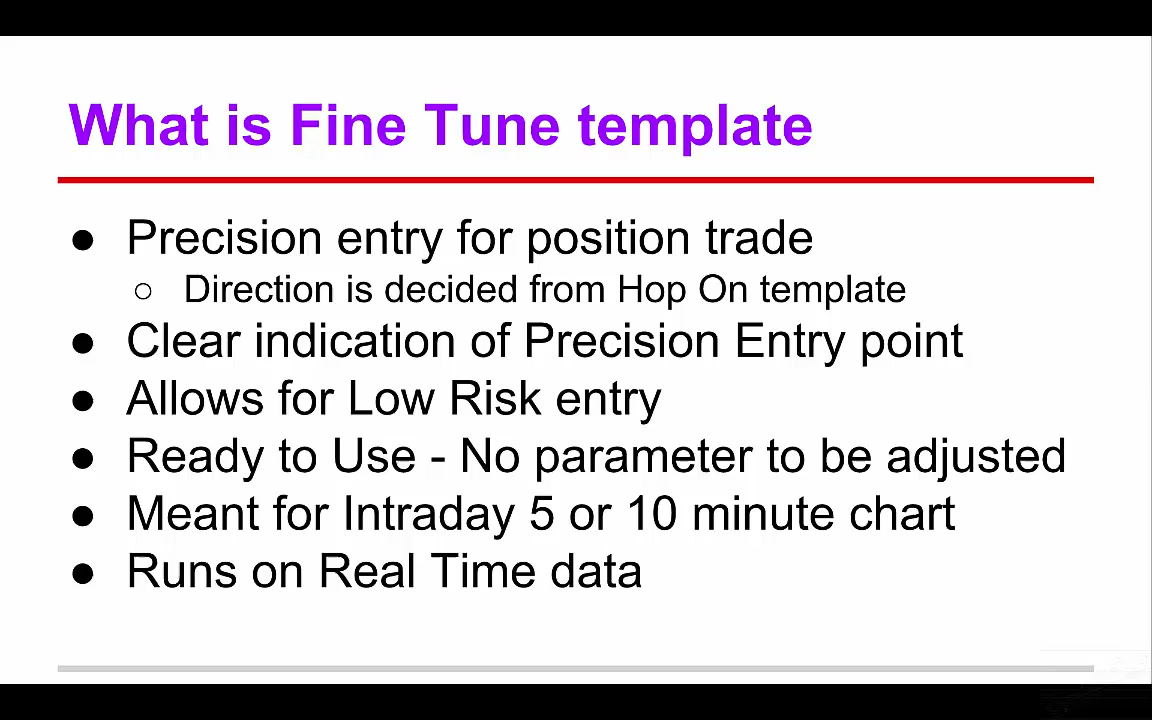 What is Fine Tune template
● Precision entry for position trade
○ Direction is decided from Hop On template
● Clear indication of Precision Entry point
● Allows for Low Risk entry
● Ready to Use - No parameter to be adjusted
● Meant for Intraday 5 or 10 minute chart
● Runs on Real Time data